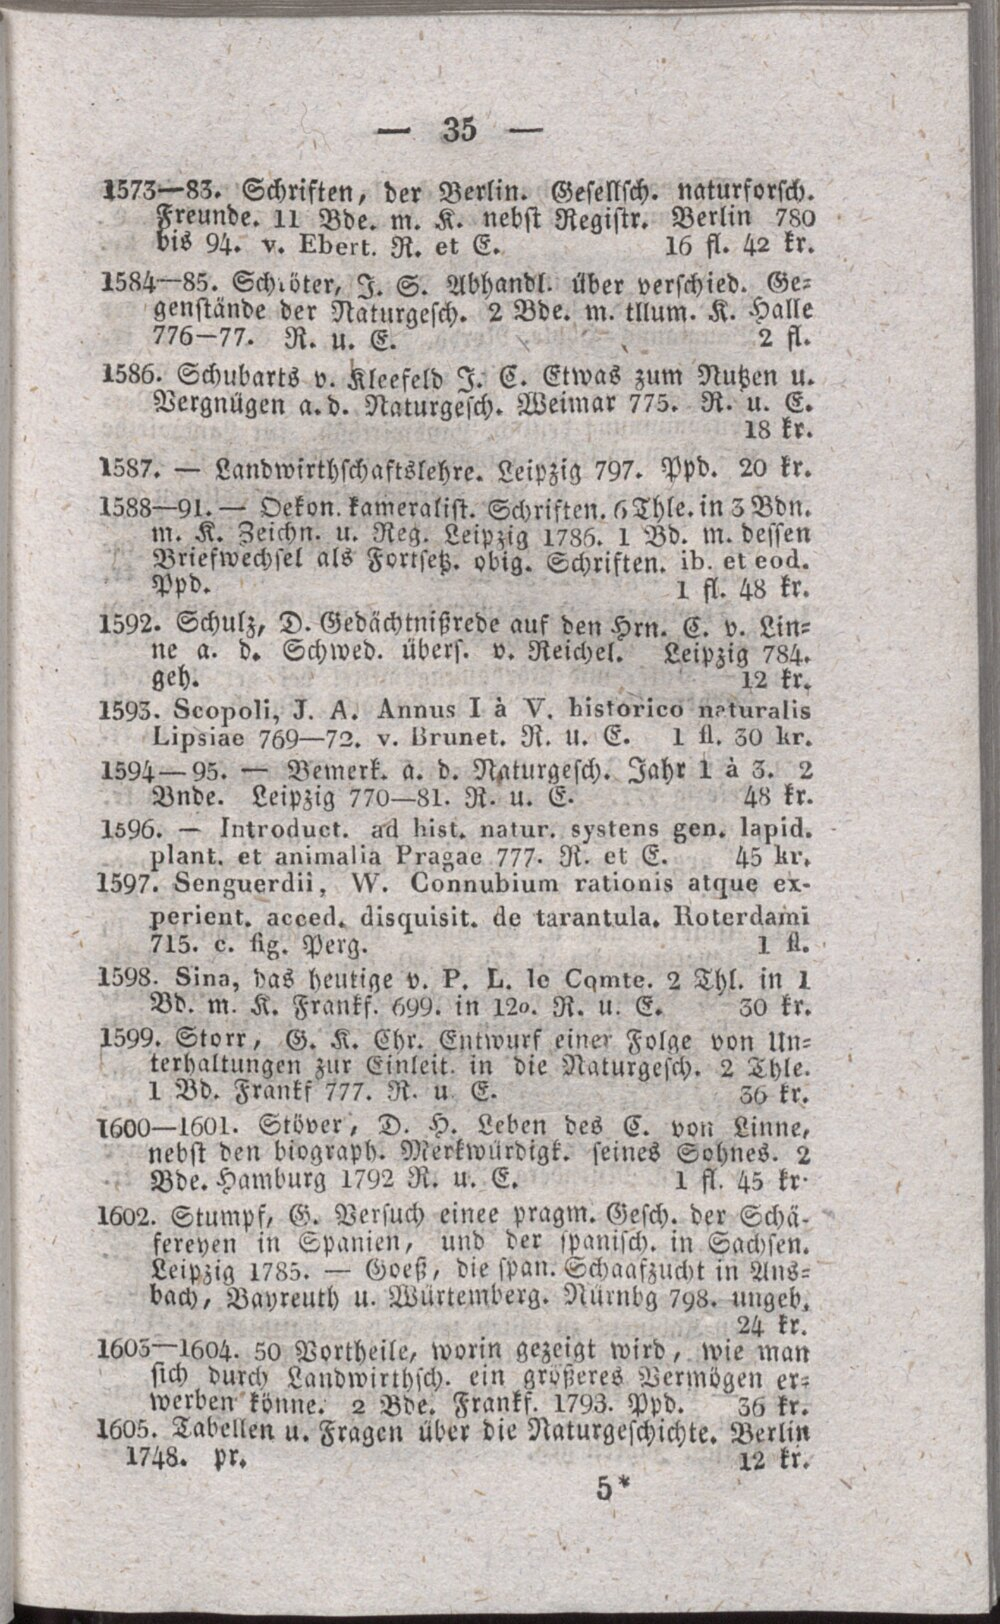 — 35 —
1573—83. Schriften, der Berlin. Gesellsch. naturforsch.
Freunde. 11 Bde. m. K. nebst Registr. Berlin 780
bis 94. v. Ebert. R. et E. 16 fl. 42 kr.
1584—85. Schröter, J. S. Abhandl. über verschied. Ge=
genstände der Naturgesch. 2 Bde. m. tllum. K. Halle
776—77. R. u. E. 2 fl.
1586. Schubarts v. Kleefeld J. C. Etwas zum Nutzen u.
Vergnügen a. d. Naturgesch. Weimar 775. R. u. E.
18 kr.
1587. — Landwirthschaftslehre. Leipzig 797. Ppd. 20 kr.
1588—91. — Oekon. kameralist. Schriften. 6 Thle. in 3 Bdn.
m. K. Zeichn. u. Reg. Leipzig 1786. 1 Bd. m. dessen
Briefwechsel als Fortsetz. obig. Schriften. ib. et eod.
Ppd. 1 fl. 48 kr.
1592. Schulz, D. Gedächtnißrede auf den Hrn. C. v. Lin=
ne a. d. Schwed. übers. v. Reichel. Leipzig 784.
geh. 12 kr.
1593. Scopoli, J. A. Annus I à V. historico naturalis
Lipsiae 769—72. v. Brunet. R. u. E. 1 fl. 30 kr.
1594—95. — Bemerk. a. d. Naturgesch. Jahr 1 à 3. 2
Bnde. Leipzig 770—81. R. u. E. 48 kr.
1596. — Introduct. ad hist. natur. systens gen. lapid.
plant. et animalia Pragae 777. R. et E. 45 kr.
1597. Senguerdii, W. Connubium rationis atque ex-
perient. acced. disquisit. de tarantula. Roterdami
715. c. fig. Perg. 1 fl.
1598. Sina, das heutige v. P. L. le Comte. 2 Thl. in 1
Bd. m. K. Frankf. 699. in 12o. R. u. E. 30 kr.
1599. Storr, G. K. Chr. Entwurf einer Folge von Un=
terhaltungen zur Einleit. in die Naturgesch. 2 Thle.
1 Bd. Frankf 777. R. u. E. 36 kr.
1600—1601. Stöver, D. H. Leben des C. von Linne,
nebst den biograph. Merkwürdigk. seines Sohnes. 2
Bde. Hamburg 1792 R. u. E. 1 fl. 45 kr.
1602. Stumpf, G. Versuch einee pragm. Gesch. der Schä-
fereyen in Spanien, und der spanisch. in Sachsen.
Leipzig 1785. — Goeß, die span. Schaafzucht in Ans=
bach, Bayreuth u. Würtemberg. Nürnbg 798. ungeb.
24 kr.
1603—1604. 50 Vortheile, worin gezeigt wird, wie man
sich durch Landwirthsch. ein größeres Vermögen er=
werben könne. 2 Bde. Frankf. 1793. Ppd. 36 kr.
1605. Tabellen u. Fragen über die Naturgeschichte. Berlin
1748. pr. 12 kr.
5*